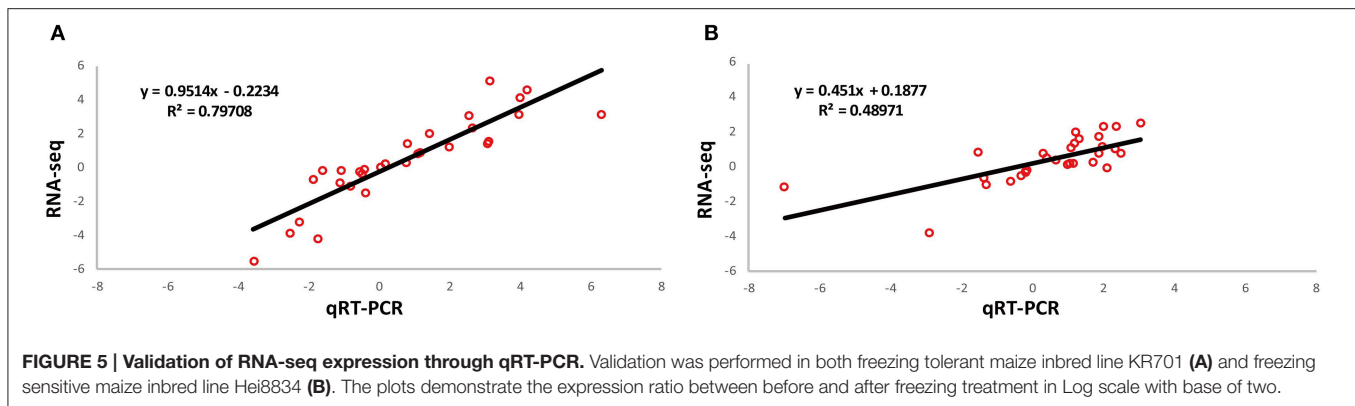 A
y = 0.9514x - 0.2234
R² = 0.79708
RNA-seq
6
4
2
0
-2
-4
-6
-8
-6
-4
-2
0
2
4
6
8
qRT-PCR
B
y = 0.451x + 0.1877
R² = 0.48971
RNA-seq
6
4
2
0
-2
-4
-6
-8
-6
-4
-2
0
2
4
6
8
qRT-PCR
FIGURE 5 | Validation of RNA-seq expression through qRT-PCR. Validation was performed in both freezing tolerant maize inbred line KR701 (A) and freezing
sensitive maize inbred line Hei8834 (B). The plots demonstrate the expression ratio between before and after freezing treatment in Log scale with base of two.